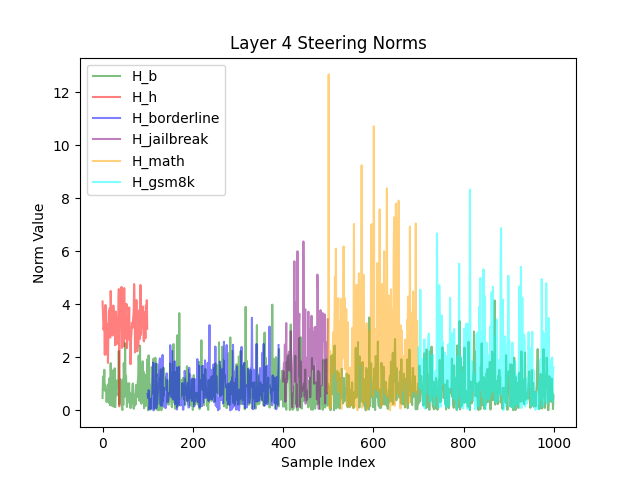 Layer 4 Steering Norms
H_b
H_h
H_borderline
H_jailbreak
H_math
H_gsm8k
Norm Value
12
10
8
6
4
2
0
0 200 400 600 800 1000
Sample Index